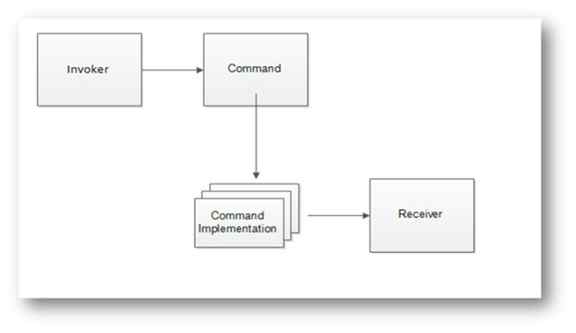 Invoker
Command
Command
Implementation
Receiver